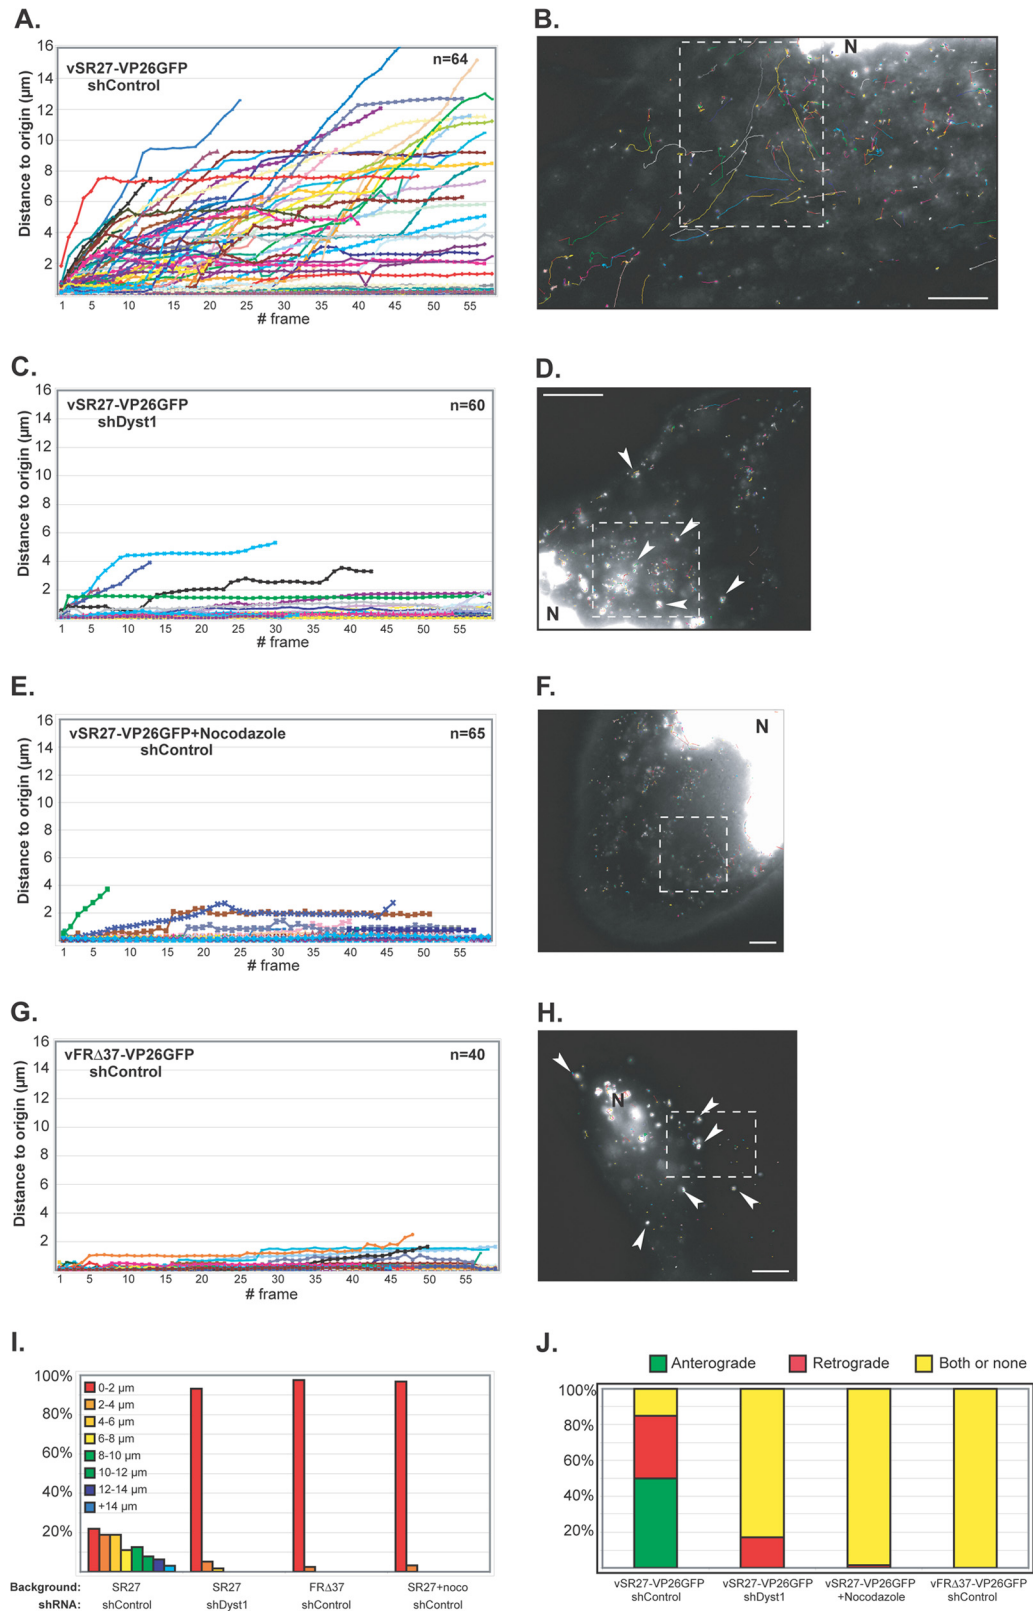 A.
16
14
12
10
8
6
4
2
Distance to origin (µm)
vSR27-VP26GFP
shControl
n=64
1 5 10 15 20 25 30 35 40 45 50 55
# frame
B.
N
C.
16
14
12
10
8
6
4
2
Distance to origin (µm)
vSR27-VP26GFP
shDyst1
n=60
1 5 10 15 20 25 30 35 40 45 50 55
# frame
D.
N
E.
16
14
12
10
8
6
4
2
Distance to origin (µm)
vSR27-VP26GFP+Nocodazole
shControl
n=65
1 5 10 15 20 25 30 35 40 45 50 55
# frame
F.
N
G.
16
14
12
10
8
6
4
2
Distance to origin (µm)
vFRΔ37-VP26GFP
shControl
n=40
1 5 10 15 20 25 30 35 40 45 50 55
# frame
H.
N
I.
100%
80%
60%
40%
20%
0-2 µm
2-4 µm
4-6 µm
6-8 µm
8-10 µm
10-12 µm
12-14 µm
+14 µm
Background: SR27 SR27 FRΔ37 SR27+noco
shRNA: shControl shDyst1 shControl shControl
J.
Anterograde Retrograde Both or none
100%
80%
60%
40%
20%
vSR27-VP26GFP vSR27-VP26GFP vSR27-VP26GFP vFRΔ37-VP26GFP
shControl shDyst1 +Nocodazole shControl